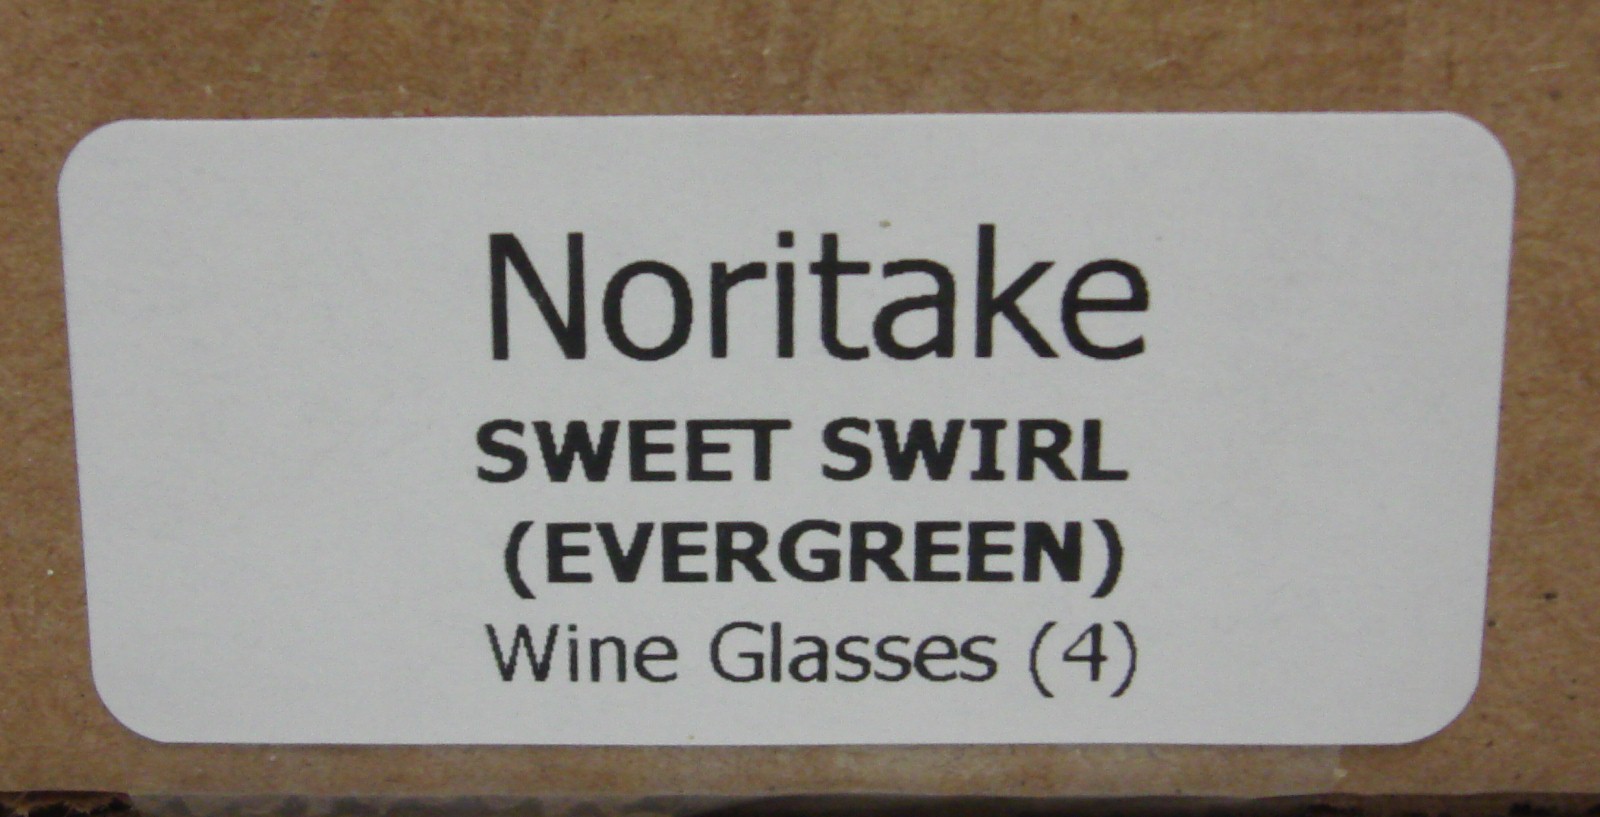 Noritake
SWEET SWIRL
(EVERGREEN)
Wine Glasses (4)